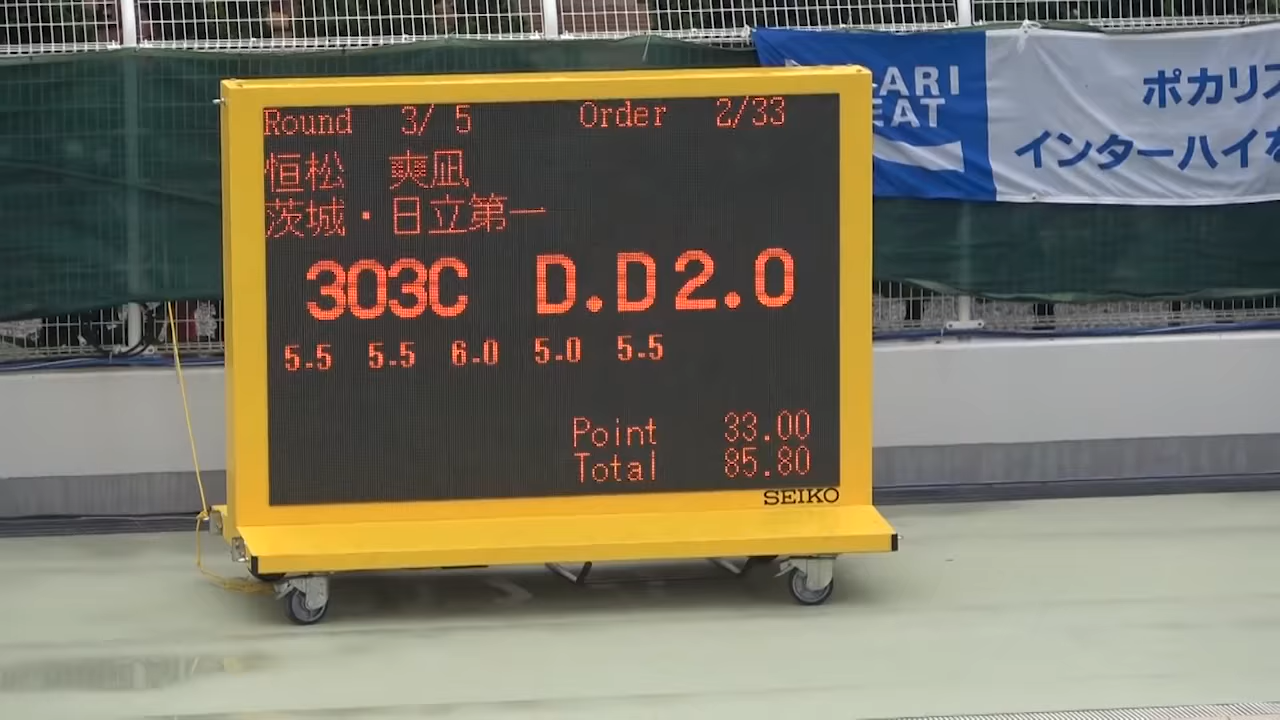 Round 3/ 5 Order 2/33
恒松 爽凪
茨城・日立第一
303C D.D2.0
5.5 5.5 6.0 5.0 5.5
Point 33.00
Total 85.80
SEIKO
ポカリス
インターハイを